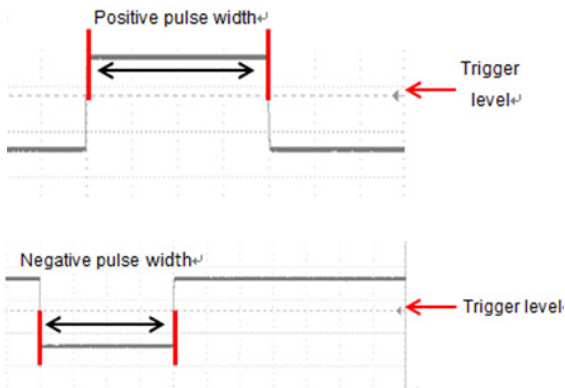 Positive pulse width↵
Trigger
level↵
Negative pulse width↵
Trigger level